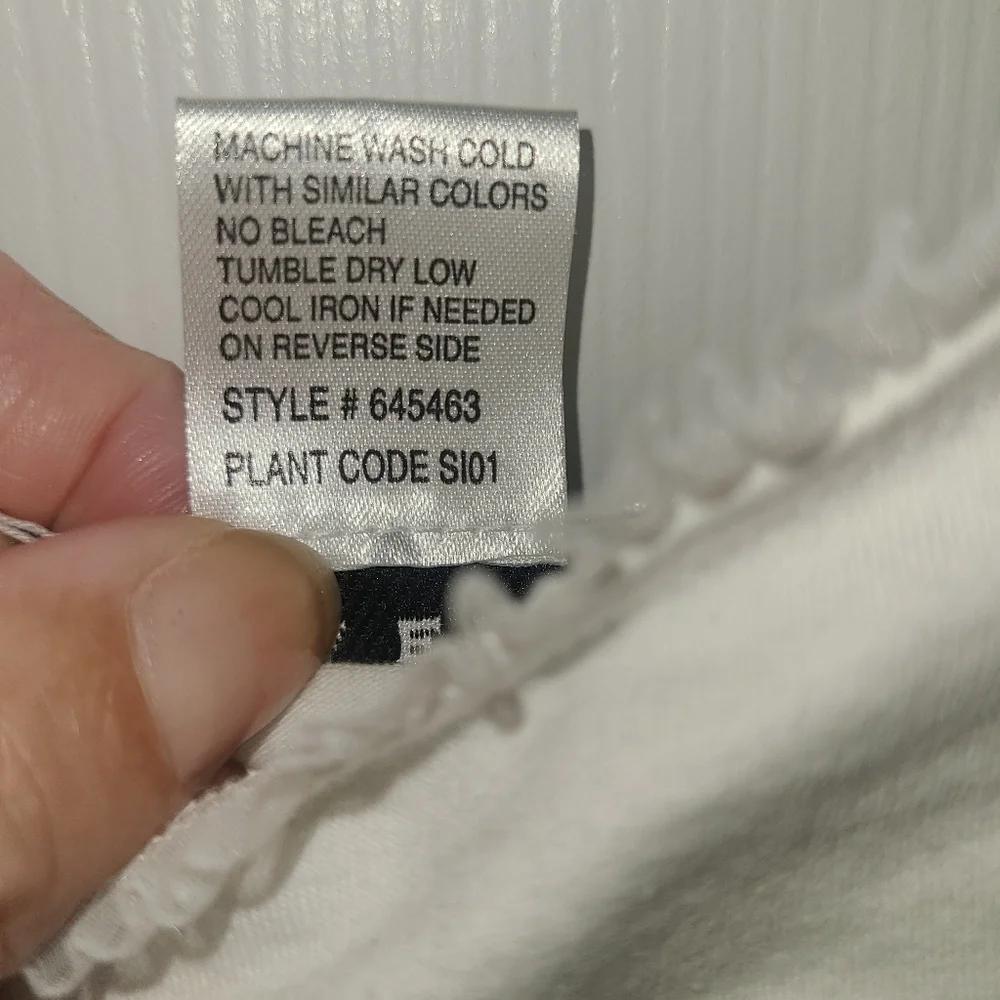 MACHINE WASH COLD
WITH SIMILAR COLORS
NO BLEACH
TUMBLE DRY LOW
COOL IRON IF NEEDED
ON REVERSE SIDE
STYLE # 645463
PLANT CODE SI01